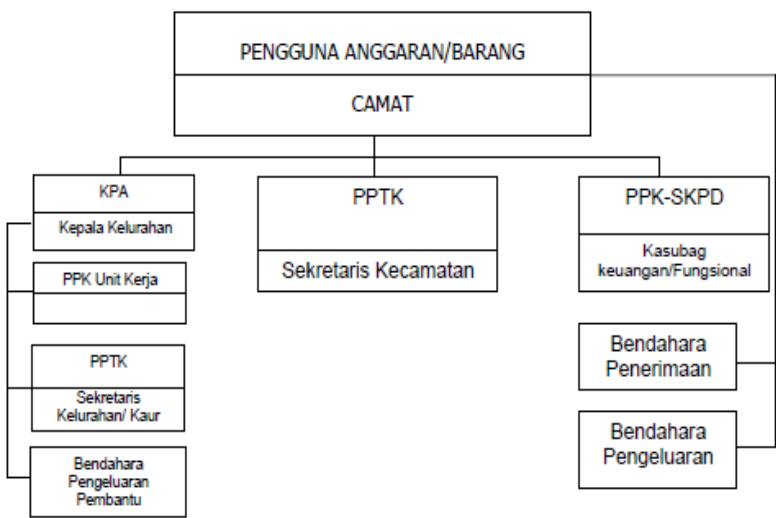 PENGGUNA ANGGARAN/BARANG
CAMAT
KPA
Kepala Kelurahan
PPK Unit Kerja
PPTK
Sekretaris
Kelurahan/ Kaur
Bendahara
Pengeluaran
Pembantu
PPTK
Sekretaris Kecamatan
PPK-SKPD
Kasubag
keuangan/Fungsional
Bendahara
Penerimaan
Bendahara
Pengeluaran